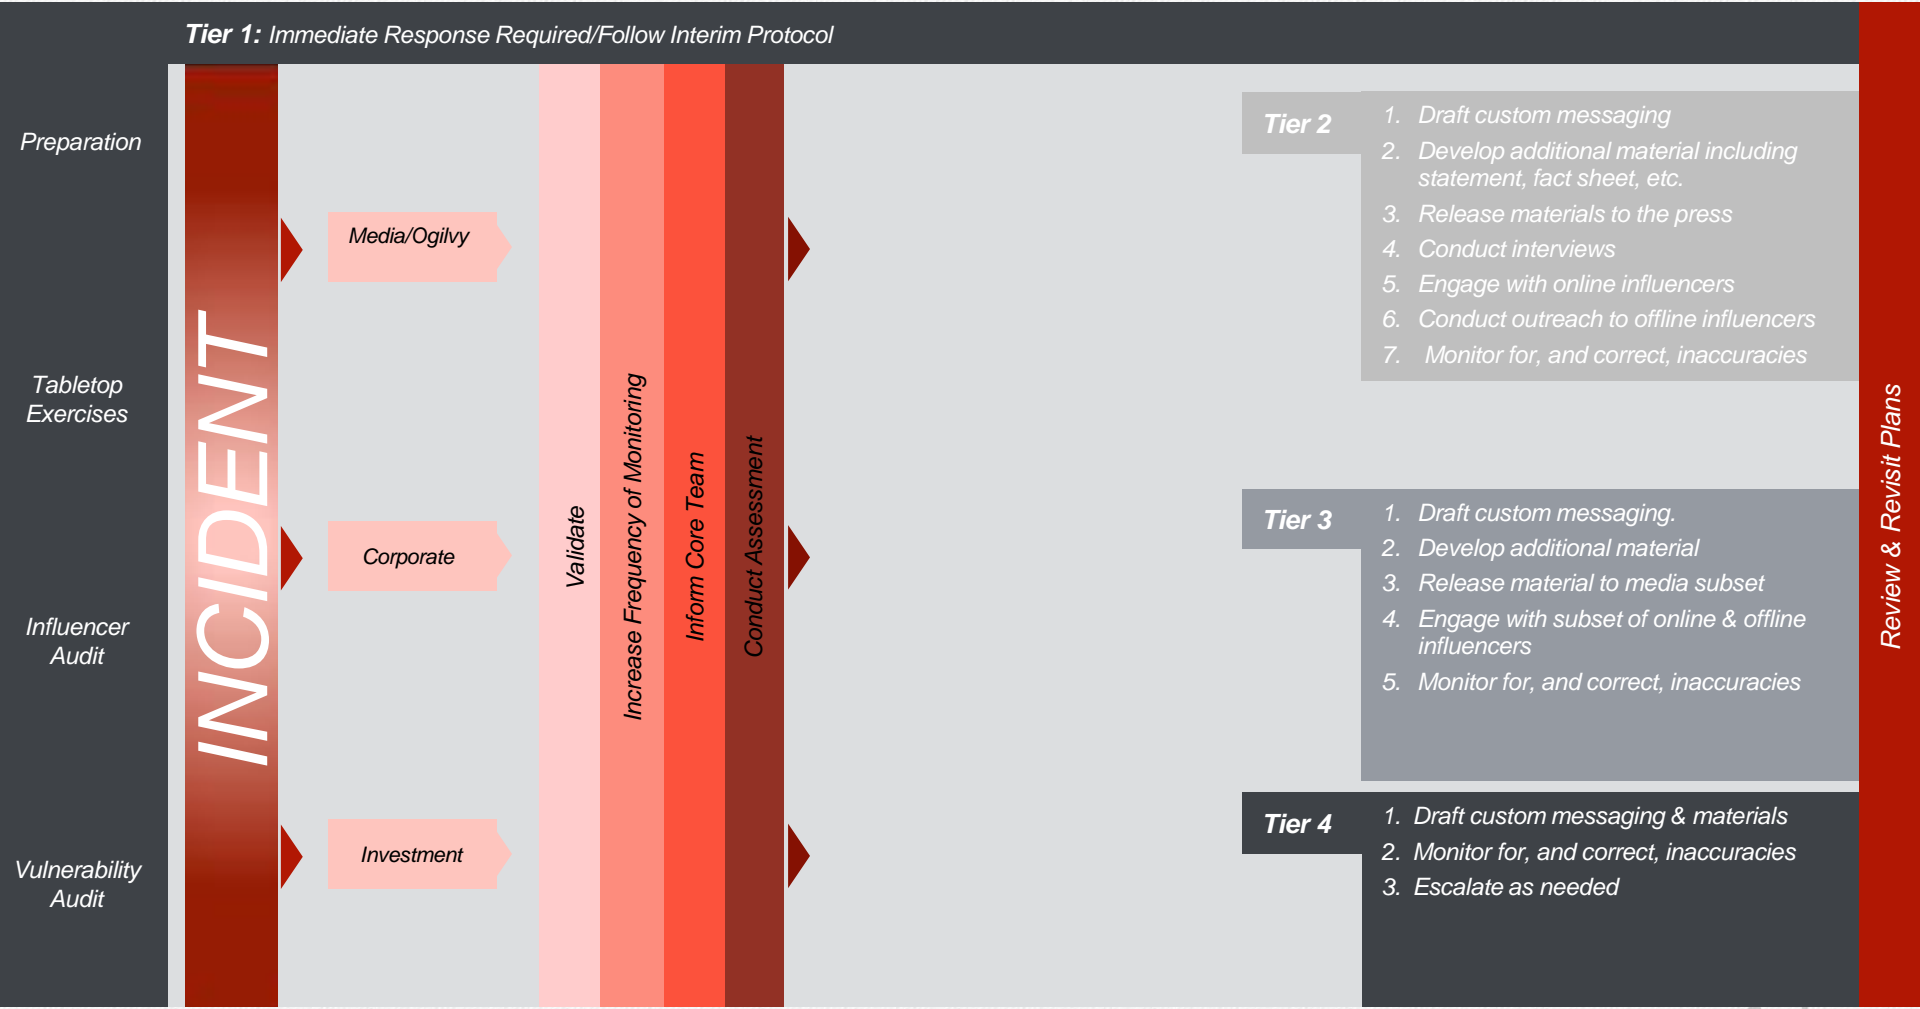 Tier 1: Immediate Response Required/Follow Interim Protocol
Preparation
Tabletop
Exercises
Influencer
Audit
Vulnerability
Audit
INCIDENT
Media/Ogilvy
Corporate
Investment
Validate
Increase Frequency of Monitoring
Inform Core Team
Conduct Assessment
Tier 2
1. Draft custom messaging
2. Develop additional material including
statement, fact sheet, etc.
3. Release materials to the press
4. Conduct interviews
5. Engage with online influencers
6. Conduct outreach to offline influencers
7. Monitor for, and correct, inaccuracies
Tier 3
1. Draft custom messaging.
2. Develop additional material
3. Release material to media subset
4. Engage with subset of online & offline
influencers
5. Monitor for, and correct, inaccuracies
Tier 4
1. Draft custom messaging & materials
2. Monitor for, and correct, inaccuracies
3. Escalate as needed
Review & Revisit Plans